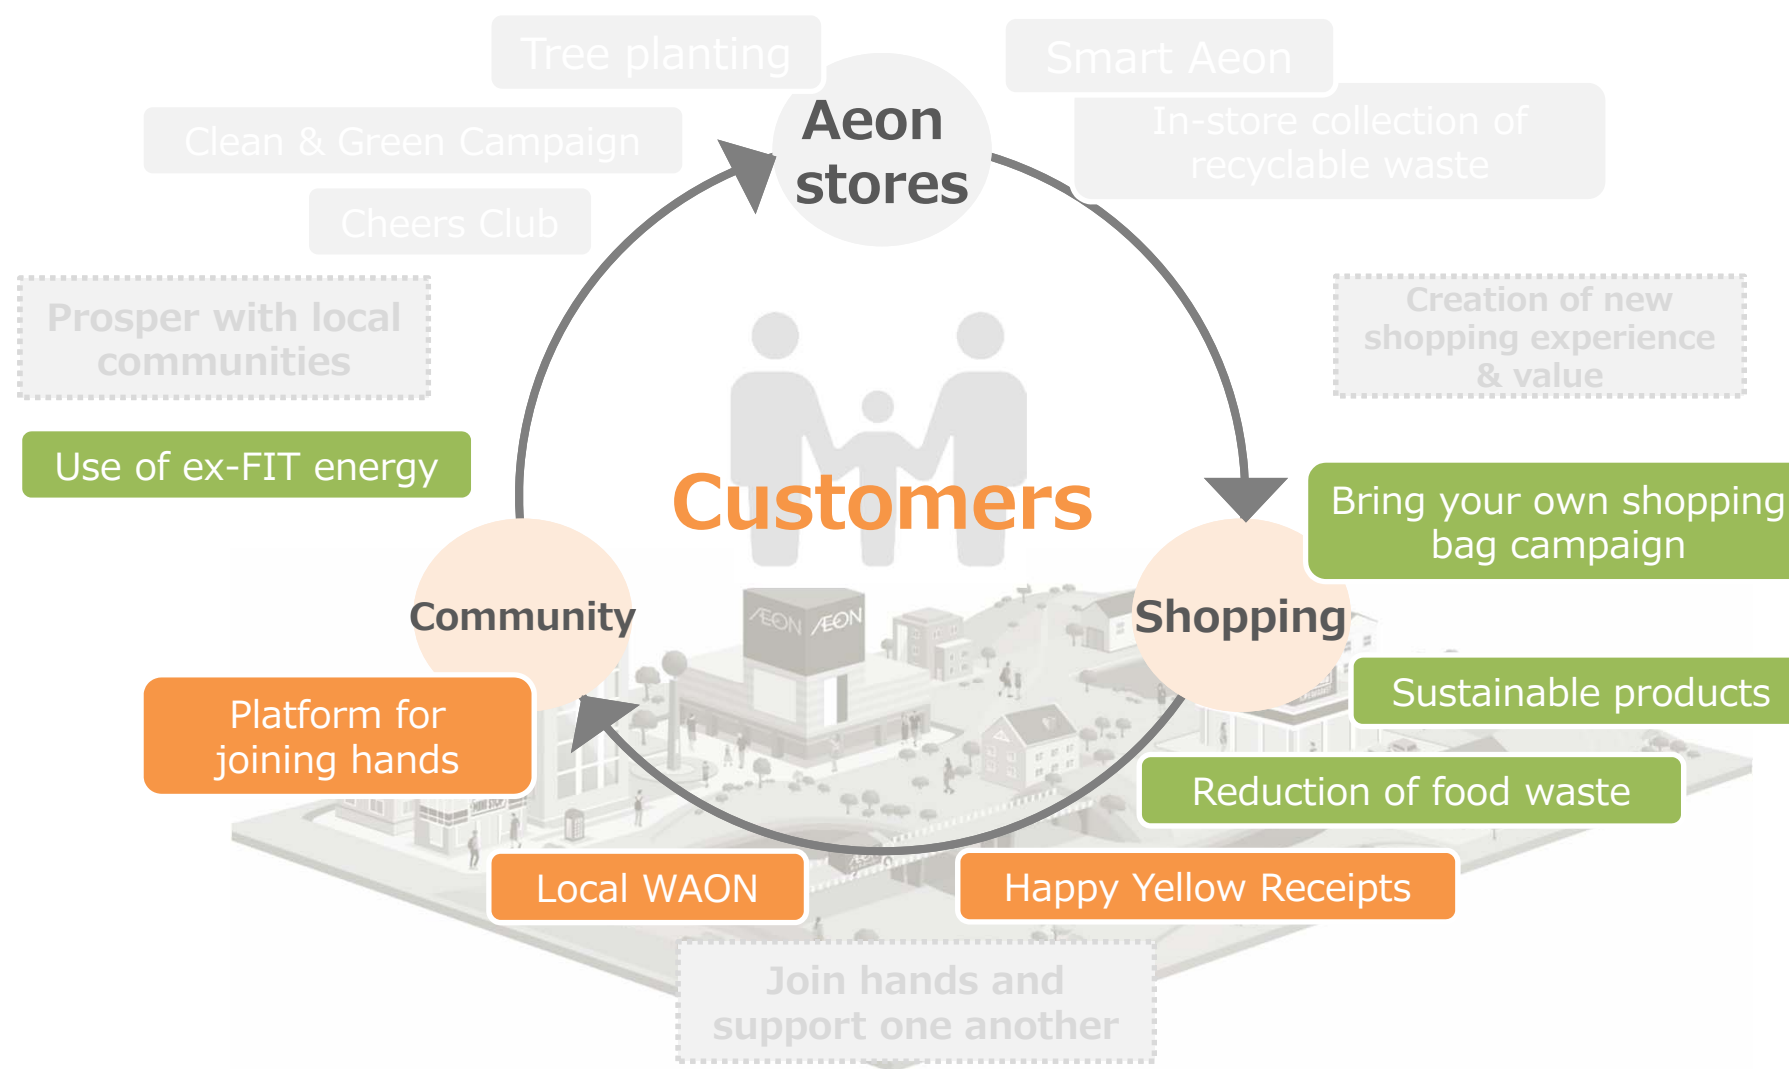 Tree planting
Smart Aeon
Aeon
stores
Clean & Green Campaign
In-store collection of
recyclable waste
Cheers Club
Prosper with local
communities
Creation of new
shopping experience
& value
Use of ex-FIT energy
Customers
Bring your own shopping
bag campaign
Community
ÆON ÆON
Shopping
Sustainable products
Platform for
joining hands
Reduction of food waste
Local WAON
Happy Yellow Receipts
Join hands and
support one another